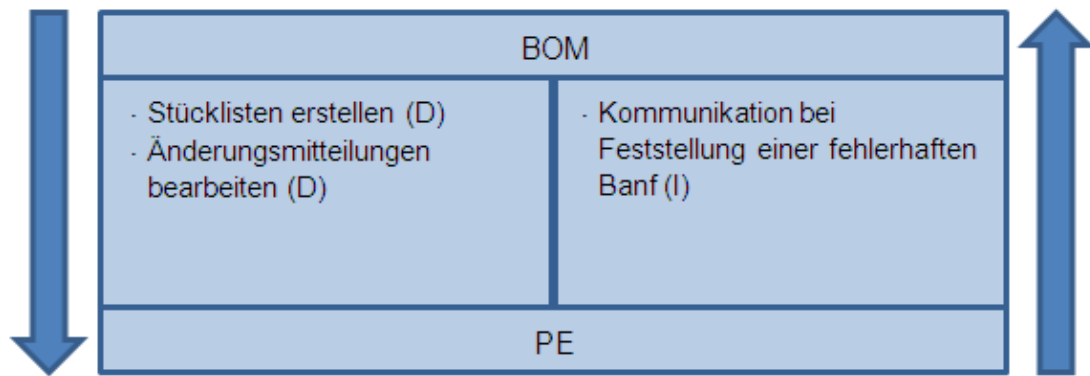 BOM
· Stücklisten erstellen (D)
· Änderungsmitteilungen
bearbeiten (D)
· Kommunikation bei
Feststellung einer fehlerhaften
Banf (I)
PE